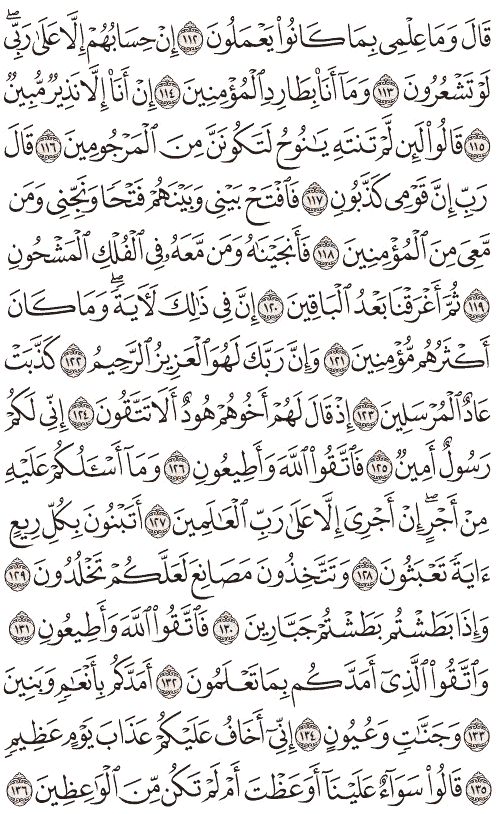 قَالَ وَمَا عِلْمِى بِمَا كَانُوا۟ يَعْمَلُونَ ١١٢ إِنْ حِسَابُهُمْ إِلَّا عَلَىٰ رَبِّى ۖ
لَوْ تَشْعُرُونَ ١١٣ وَمَآ أَنَا۠ بِطَارِدِ ٱلْمُؤْمِنِينَ ١١٤ إِنْ أَنَا۠ إِلَّا نَذِيرٌ مُّبِينٌ
١١٥ قَالُوا۟ لَئِن لَّمْ تَنتَهِ يَـٰنُوحُ لَتَكُونَنَّ مِنَ ٱلْمَرْجُومِينَ ١١٦ قَالَ
رَبِّ إِنَّ قَوْمِى كَذَّبُونِ ١١٧ فَٱفْتَحْ بَيْنِى وَبَيْنَهُمْ فَتْحًا وَنَجِّنِى وَمَن
مَّعِىَ مِنَ ٱلْمُؤْمِنِينَ ١١٨ فَأَنجَيْنَـٰهُ وَمَن مَّعَهُۥ فِى ٱلْفُلْكِ ٱلْمَشْحُونِ
١١٩ ثُمَّ أَغْرَقْنَا بَعْدُ ٱلْبَاقِينَ ١٢٠ إِنَّ فِى ذَٰلِكَ لَـَٔايَةً ۖ وَمَا كَانَ
أَكْثَرُهُم مُّؤْمِنِينَ ١٢١ وَإِنَّ رَبَّكَ لَهُوَ ٱلْعَزِيزُ ٱلرَّحِيمُ ١٢٢ كَذَّبَتْ
عَادٌ ٱلْمُرْسَلِينَ ١٢٣ إِذْ قَالَ لَهُمْ أَخُوهُمْ هُودٌ أَلَا تَتَّقُونَ ١٢٤ إِنِّى لَكُمْ
رَسُولٌ أَمِينٌ ١٢٥ فَٱتَّقُوا۟ ٱللَّهَ وَأَطِيعُونِ ١٢٦ وَمَآ أَسْـَٔلُكُمْ عَلَيْهِ
مِنْ أَجْرٍ ۖ إِنْ أَجْرِىَ إِلَّا عَلَىٰ رَبِّ ٱلْعَـٰلَمِينَ ١٢٧ أَتَبْنُونَ بِكُلِّ رِيعٍ
ءَايَةً تَعْبَثُونَ ١٢٨ وَتَتَّخِذُونَ مَصَانِعَ لَعَلَّكُمْ تَخْلُدُونَ ١٢٩
وَإِذَا بَطَشْتُم بَطَشْتُمْ جَبَّارِينَ ١٣٠ فَٱتَّقُوا۟ ٱللَّهَ وَأَطِيعُونِ ١٣١
وَٱتَّقُوا۟ ٱلَّذِىٓ أَمَدَّكُم بِمَا تَعْلَمُونَ ١٣٢ أَمَدَّكُم بِأَنْعَـٰمٍ وَبَنِينَ
١٣٣ وَجَنَّـٰتٍ وَعُيُونٍ ١٣٤ إِنِّىٓ أَخَافُ عَلَيْكُمْ عَذَابَ يَوْمٍ عَظِيمٍ
١٣٥ قَالُوا۟ سَوَآءٌ عَلَيْنَآ أَوَعَظْتَ أَمْ لَمْ تَكُن مِّنَ ٱلْوَٰعِظِينَ ١٣٦